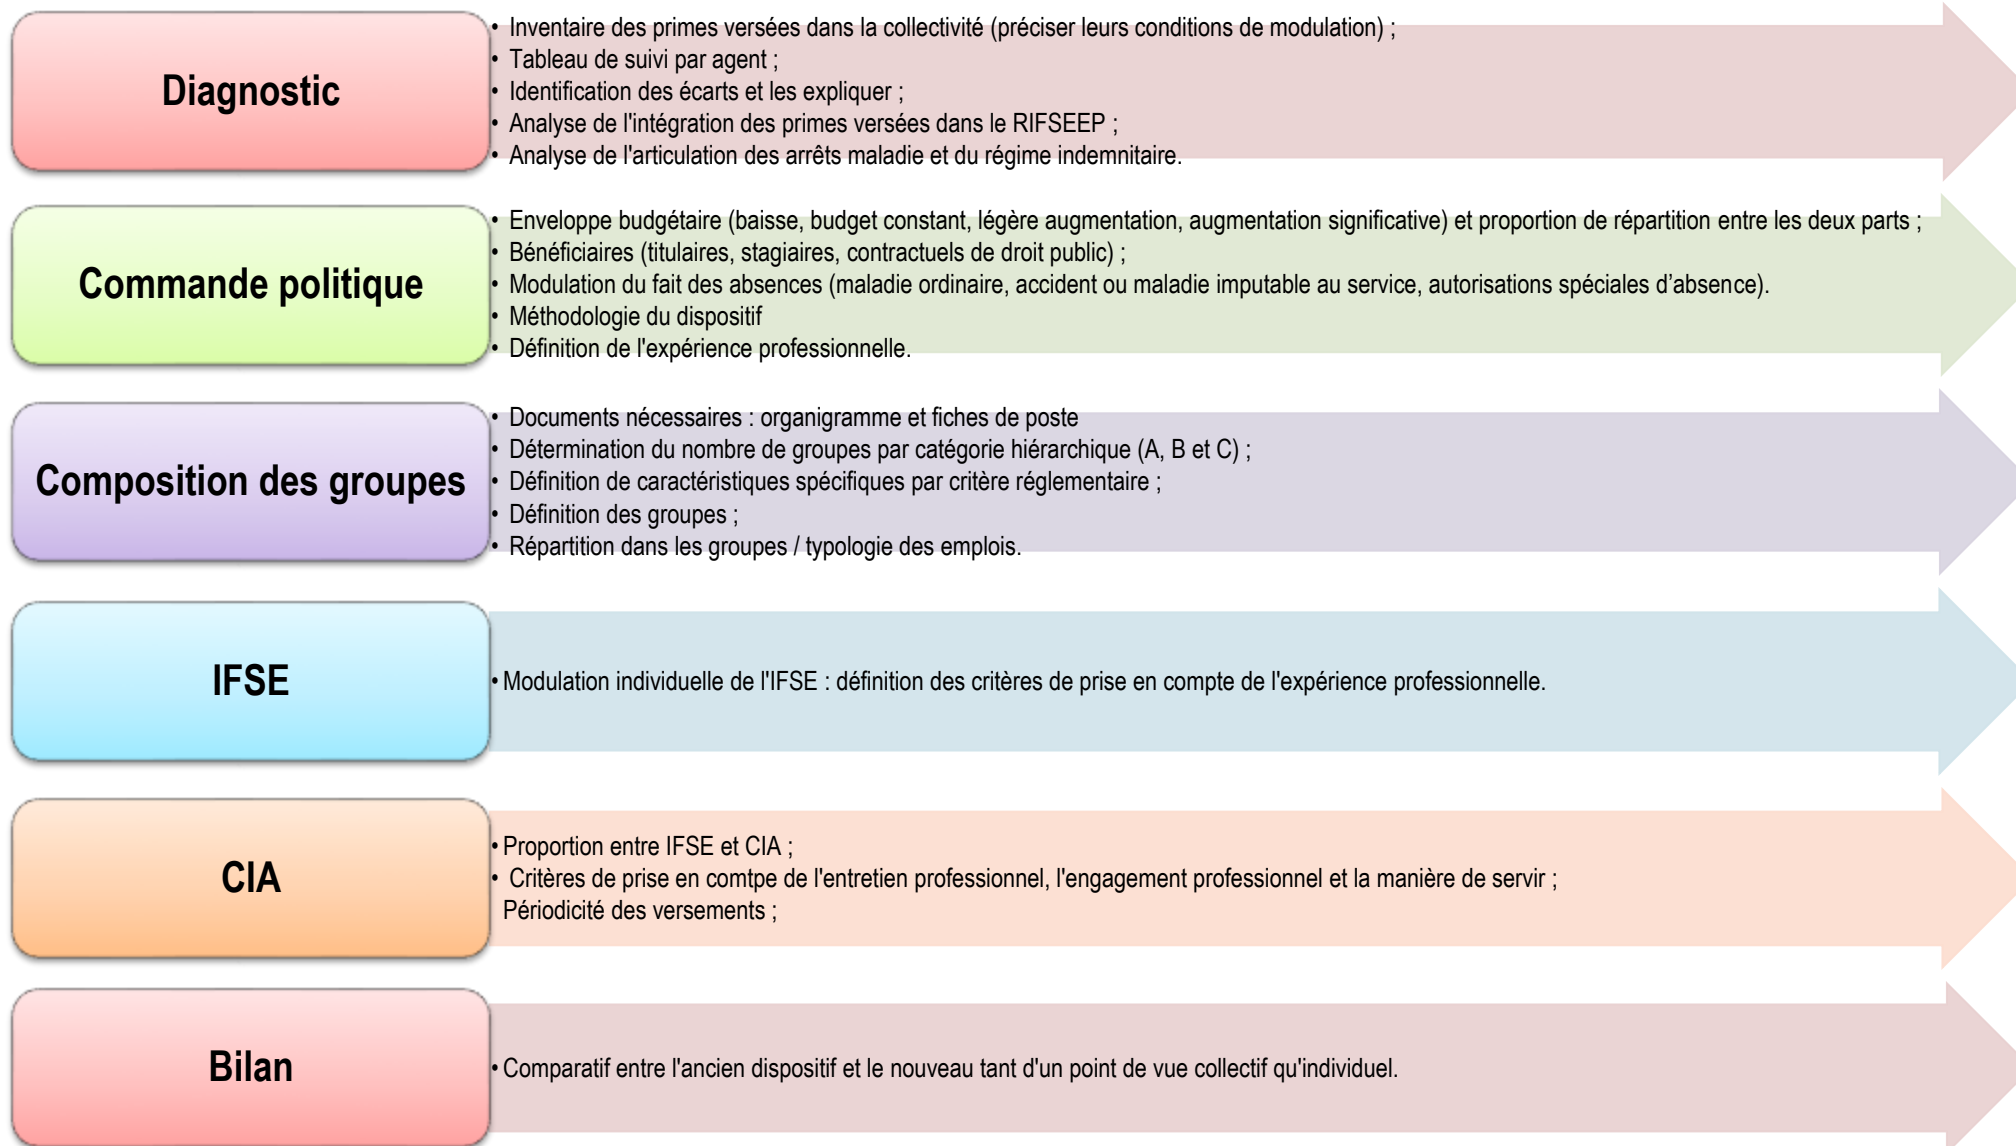 Diagnostic
• Inventaire des primes versées dans la collectivité (préciser leurs conditions de modulation) ;
• Tableau de suivi par agent ;
• Identification des écarts et les expliquer ;
• Analyse de l'intégration des primes versées dans le RIFSEEP ;
• Analyse de l'articulation des arrêts maladie et du régime indemnitaire.
Commande politique
• Enveloppe budgétaire (baisse, budget constant, légère augmentation, augmentation significative) et proportion de répartition entre les deux parts ;
• Bénéficiaires (titulaires, stagiaires, contractuels de droit public) ;
• Modulation du fait des absences (maladie ordinaire, accident ou maladie imputable au service, autorisations spéciales d’absence).
• Méthodologie du dispositif
• Définition de l'expérience professionnelle.
Composition des groupes
• Documents nécessaires : organigramme et fiches de poste
• Détermination du nombre de groupes par catégorie hiérarchique (A, B et C) ;
• Définition de caractéristiques spécifiques par critère réglementaire ;
• Définition des groupes ;
• Répartition dans les groupes / typologie des emplois.
IFSE
• Modulation individuelle de l'IFSE : définition des critères de prise en compte de l'expérience professionnelle.
CIA
• Proportion entre IFSE et CIA ;
• Critères de prise en comtpe de l'entretien professionnel, l'engagement professionnel et la manière de servir ;
Périodicité des versements ;
Bilan
• Comparatif entre l'ancien dispositif et le nouveau tant d'un point de vue collectif qu'individuel.